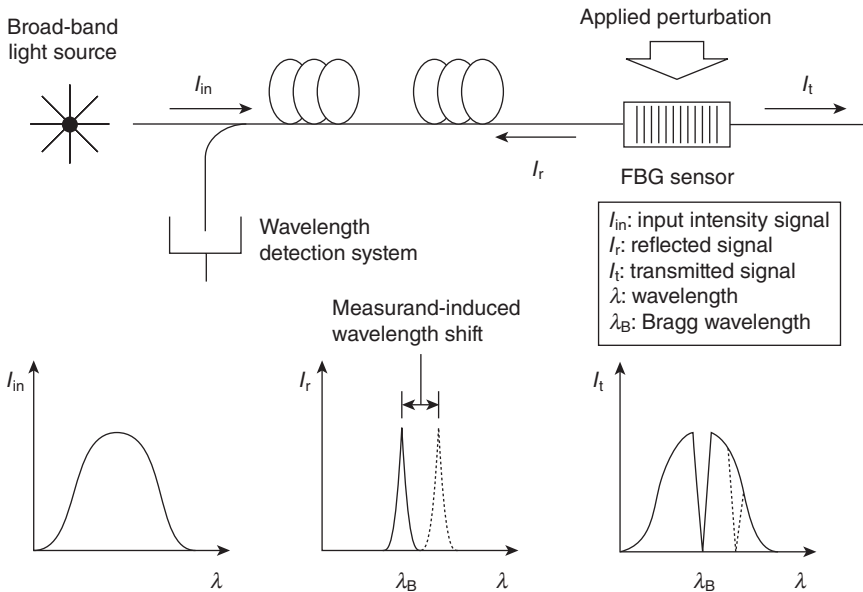 Broad-band
light source
Applied perturbation
I_in
I_t
I_r
FBG sensor
Wavelength
detection system
I_in: input intensity signal
I_r: reflected signal
I_t: transmitted signal
λ: wavelength
λ_B: Bragg wavelength
Measurand-induced
wavelength shift
I_in
I_r
I_t
λ
λ_B
λ
λ_B
λ